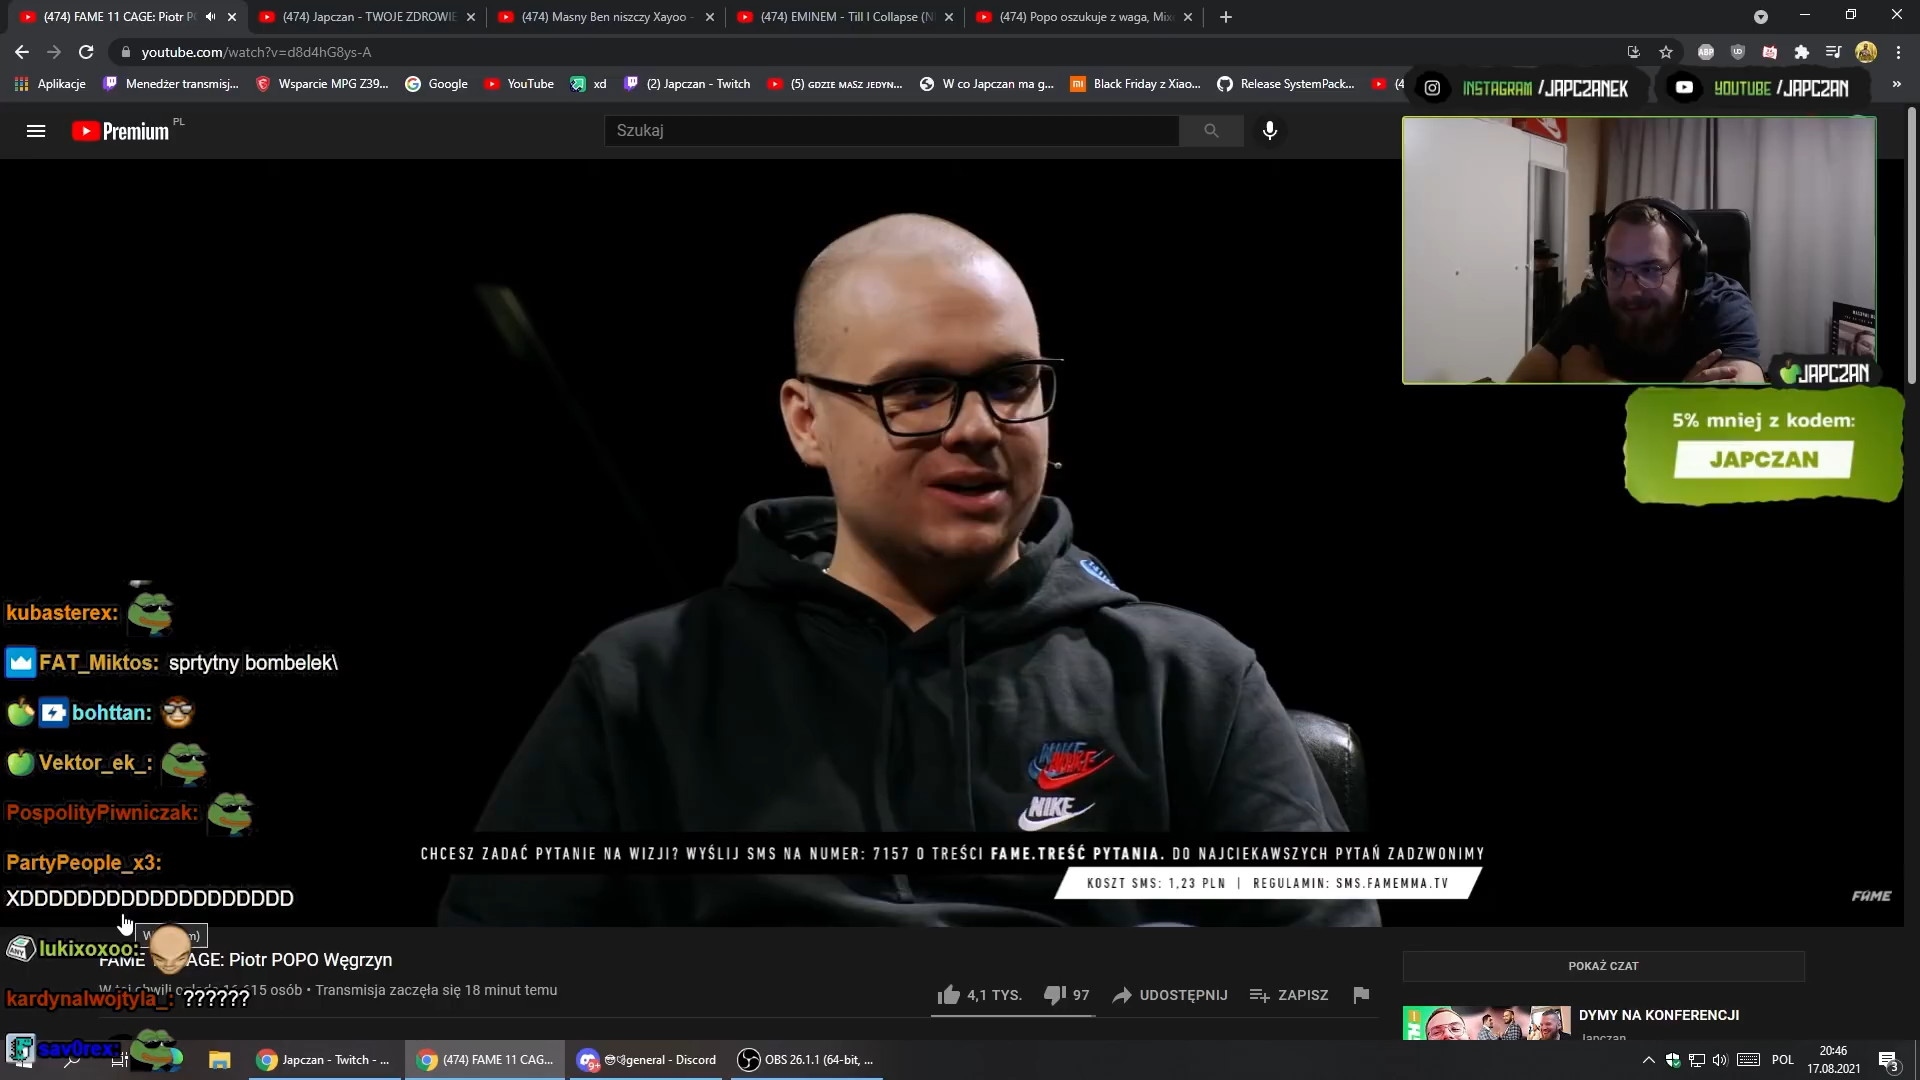 (474) FAME 11 CAGE: Piotr P
(474) Japczan - TWOJE ZDROWIE
(474) Masny Ben niszczy Xayoo -
(474) EMINEM - Till I Collapse (N
(474) Popo oszukuje z waga, Mix
youtube.com/watch?v=d8d4hG8ys-A
ABP
Aplikacje
Menedżer transmisj...
Wsparcie MPG Z39...
Google
YouTube
xd
(2) Japczan - Twitch
(5) GDZIE MASZ JEDYN...
W co Japczan ma g...
Black Friday z Xiao...
Release SystemPack...
INSTAGRAM /JAPCZANEK
YOUTUBE /JAPCZAN
Premium PL
Szukaj
JAPCZAN
5% mniej z kodem:
JAPCZAN
kubasterex:
FAT_Miktos: sprtytny bombelek\
bohttan:
Vektor_ek_:
PospolityPiwniczak:
PartyPeople_x3:
XDDDDDDDDDDDDDDDDDDD
lukixoxoo:
kardynalwojtyla_: ??????
sav0rex:
NIKE
CHCESZ ZADAĆ PYTANIE NA WIZJI? WYŚLIJ SMS NA NUMER: 7157 O TREŚCI FAME.TREŚĆ PYTANIA. DO NAJCIEKAWSZYCH PYTAŃ ZADZWONIMY
KOSZT SMS: 1,23 PLN | REGULAMIN: SMS.FAMEMMA.TV
FAME
AGE: Piotr POPO Węgrzyn
615 osób • Transmisja zaczęła się 18 minut temu
4,1 TYS.
97
UDOSTĘPNIJ
ZAPISZ
POKAŻ CZAT
DYMY NA KONFERENCJI
Japczan
Japczan - Twitch - ...
(474) FAME 11 CAG...
general - Discord
OBS 26.1.1 (64-bit, ...
POL
20:46
17.08.2021
3